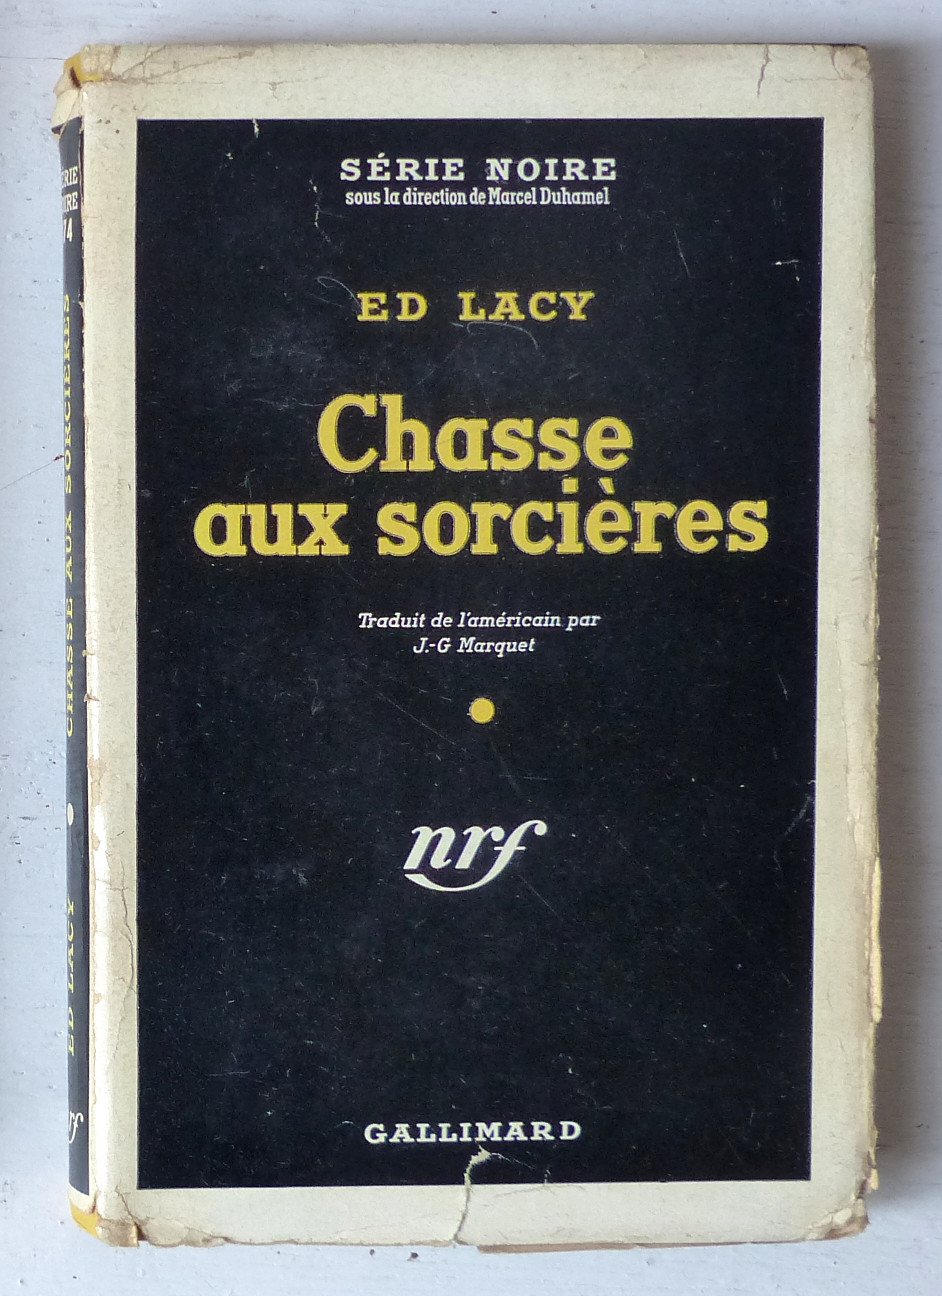 SÉRIE NOIRE
sous la direction de Marcel Duhamel
ED LACY
Chasse
aux sorcières
Traduit de l'américain par
J.-G Marquet
nrf
GALLIMARD
ED LACY • CHASSE AUX SORCIÈRES